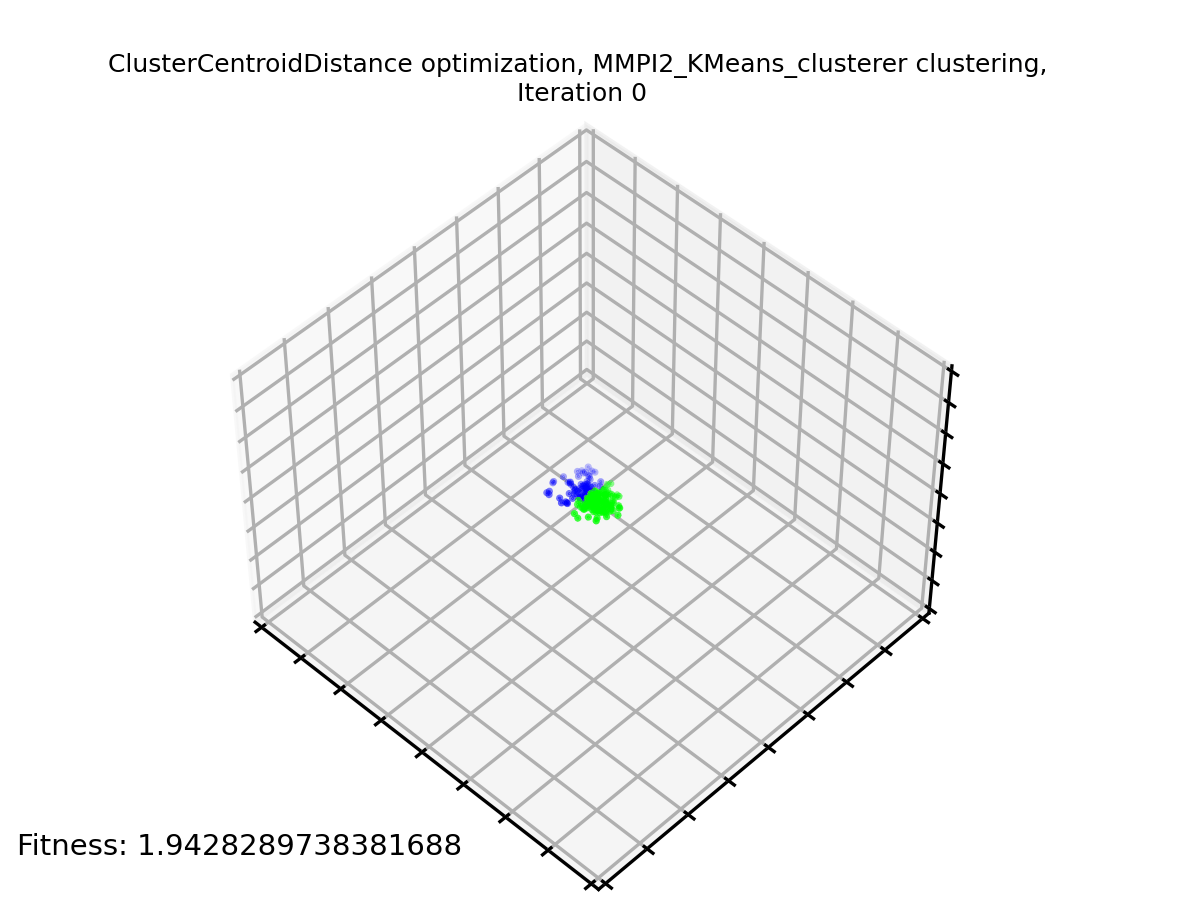 ClusterCentroidDistance optimization, MMPI2_KMeans_clusterer clustering,
Iteration 0
Fitness: 1.9428289738381688